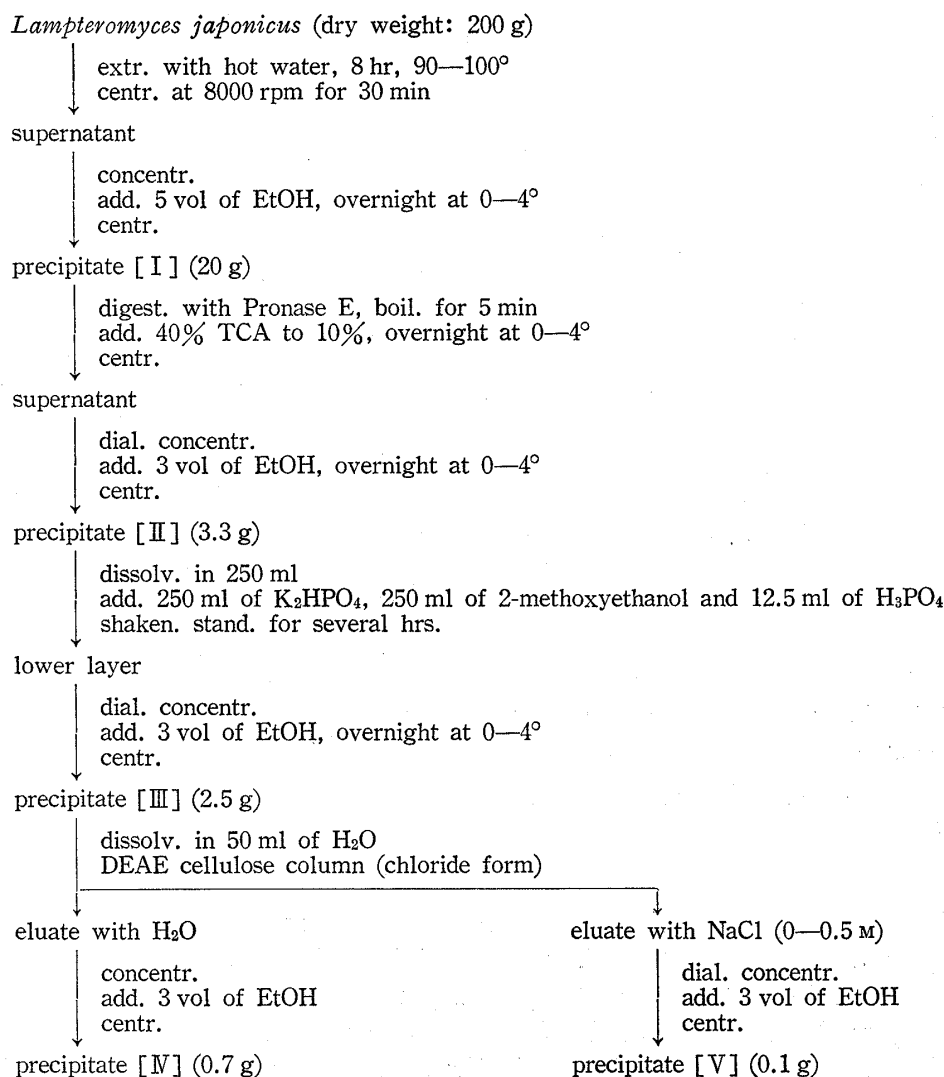 Lampteromyces japonicus (dry weight: 200 g)
extr. with hot water, 8 hr, 90—100°
centr. at 8000 rpm for 30 min
supernatant
concentr.
add. 5 vol of EtOH, overnight at 0—4°
centr.
precipitate [I] (20 g)
digest. with Pronase E, boil. for 5 min
add. 40% TCA to 10%, overnight at 0—4°
centr.
supernatant
dial. concentr.
add. 3 vol of EtOH, overnight at 0—4°
centr.
precipitate [Ⅱ] (3.3 g)
dissolv. in 250 ml
add. 250 ml of K₂HPO₄, 250 ml of 2-methoxyethanol and 12.5 ml of H₃PO₄
shaken. stand. for several hrs.
lower layer
dial. concentr.
add. 3 vol of EtOH, overnight at 0—4°
centr.
precipitate [Ⅲ] (2.5 g)
dissolv. in 50 ml of H₂O
DEAE cellulose column (chloride form)
eluate with H₂O
concentr.
add. 3 vol of EtOH
centr.
precipitate [Ⅳ] (0.7 g)
eluate with NaCl (0—0.5 M)
dial. concentr.
add. 3 vol of EtOH
centr.
precipitate [Ⅴ] (0.1 g)